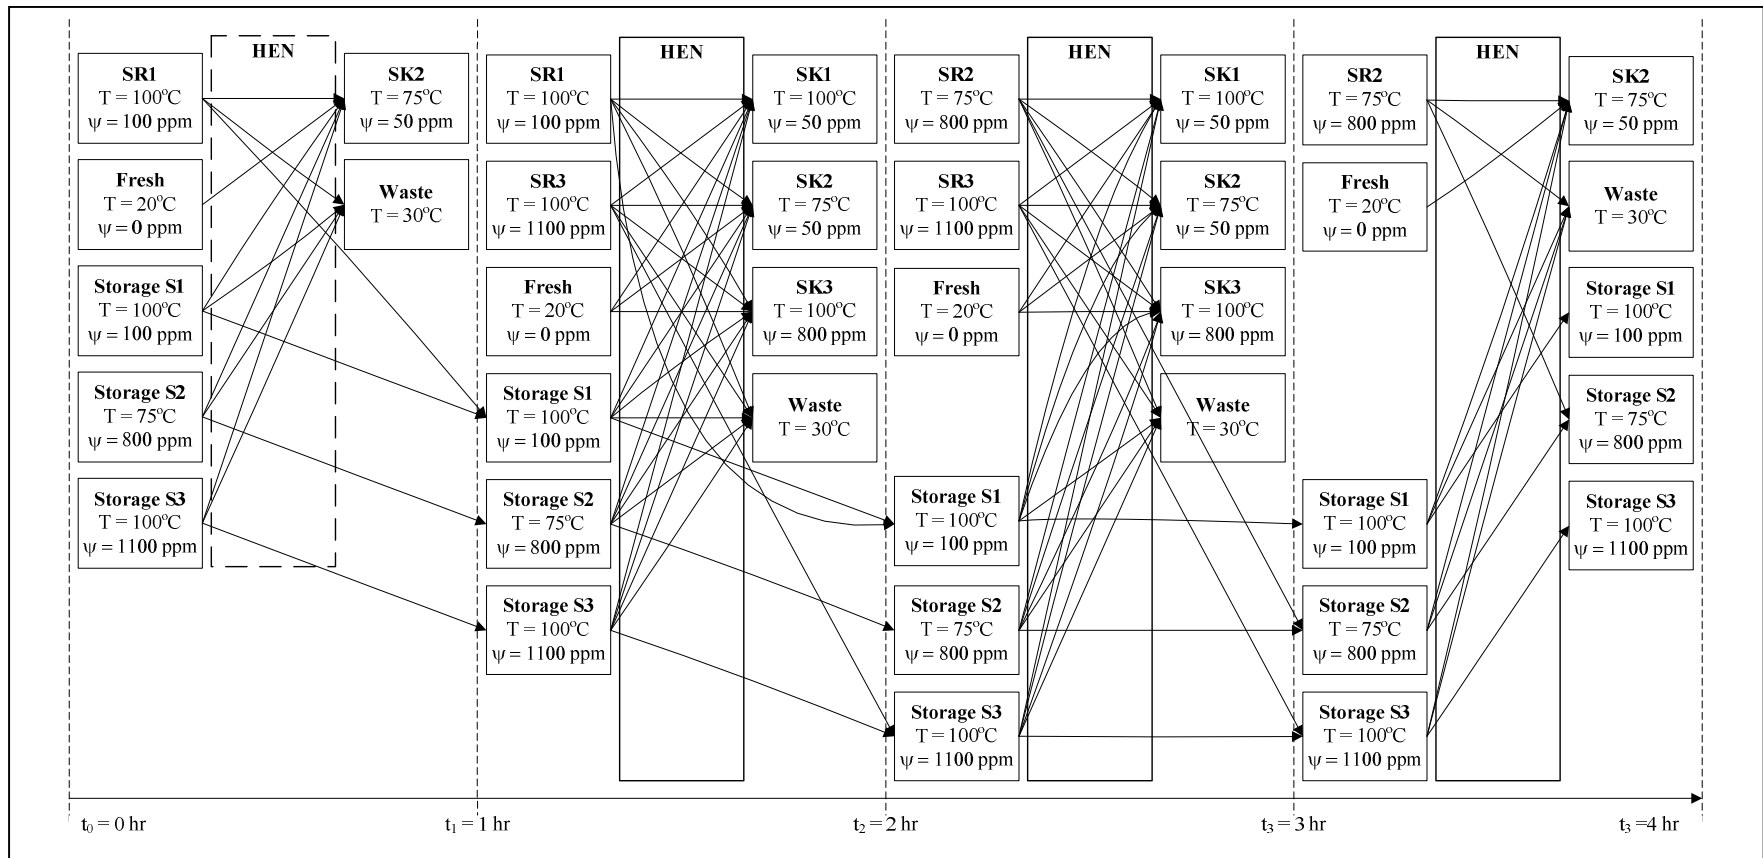 HEN
SR1
T = 100°C
ψ = 100 ppm
Fresh
T = 20°C
ψ = 0 ppm
Storage S1
T = 100°C
ψ = 100 ppm
Storage S2
T = 75°C
ψ = 800 ppm
Storage S3
T = 100°C
ψ = 1100 ppm
SK2
T = 75°C
ψ = 50 ppm
Waste
T = 30°C
HEN
SR1
T = 100°C
ψ = 100 ppm
SR3
T = 100°C
ψ = 1100 ppm
Fresh
T = 20°C
ψ = 0 ppm
Storage S1
T = 100°C
ψ = 100 ppm
Storage S2
T = 75°C
ψ = 800 ppm
Storage S3
T = 100°C
ψ = 1100 ppm
SK1
T = 100°C
ψ = 50 ppm
SK2
T = 75°C
ψ = 50 ppm
SK3
T = 100°C
ψ = 800 ppm
Waste
T = 30°C
HEN
SR2
T = 75°C
ψ = 800 ppm
SR3
T = 100°C
ψ = 1100 ppm
Fresh
T = 20°C
ψ = 0 ppm
Storage S1
T = 100°C
ψ = 100 ppm
Storage S2
T = 75°C
ψ = 800 ppm
Storage S3
T = 100°C
ψ = 1100 ppm
SK1
T = 100°C
ψ = 50 ppm
SK2
T = 75°C
ψ = 50 ppm
SK3
T = 100°C
ψ = 800 ppm
Waste
T = 30°C
HEN
SR2
T = 75°C
ψ = 800 ppm
Fresh
T = 20°C
ψ = 0 ppm
Storage S1
T = 100°C
ψ = 100 ppm
Storage S2
T = 75°C
ψ = 800 ppm
Storage S3
T = 100°C
ψ = 1100 ppm
SK2
T = 75°C
ψ = 50 ppm
Waste
T = 30°C
Storage S1
T = 100°C
ψ = 100 ppm
Storage S2
T = 75°C
ψ = 800 ppm
Storage S3
T = 100°C
ψ = 1100 ppm
t₀ = 0 hr
t₁ = 1 hr
t₂ = 2 hr
t₃ = 3 hr
t₃ = 4 hr